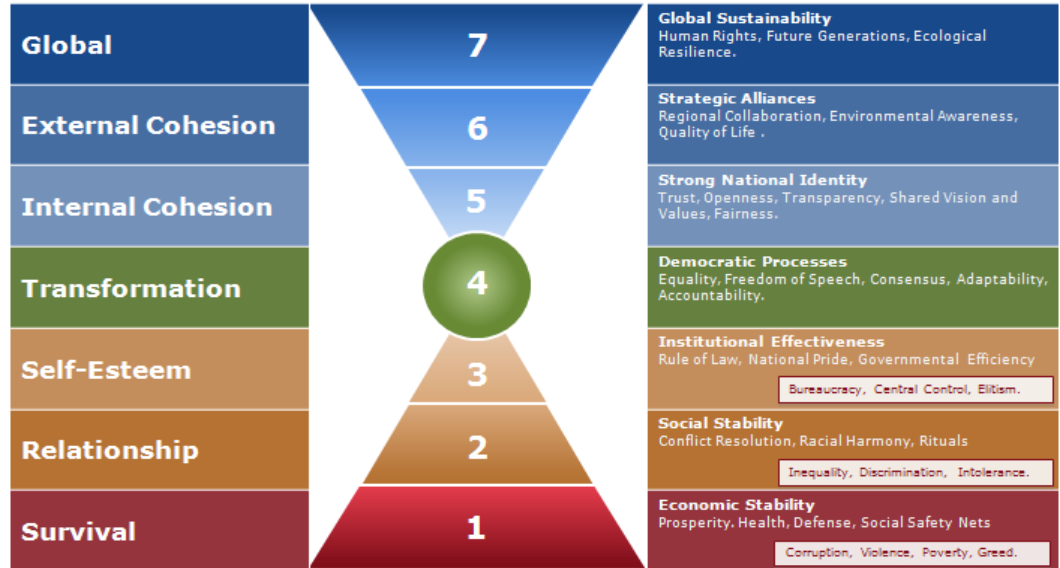 Global
7
Global Sustainability
Human Rights, Future Generations, Ecological
Resilience.
External Cohesion
6
Strategic Alliances
Regional Collaboration, Environmental Awareness,
Quality of Life .
Internal Cohesion
5
Strong National Identity
Trust, Openness, Transparency, Shared Vision and
Values, Fairness.
Transformation
4
Democratic Processes
Equality, Freedom of Speech, Consensus, Adaptability,
Accountability.
Self-Esteem
3
Institutional Effectiveness
Rule of Law, National Pride, Governmental Efficiency
Bureaucracy, Central Control, Elitism.
Relationship
2
Social Stability
Conflict Resolution, Racial Harmony, Rituals
Inequality, Discrimination, Intolerance.
Survival
1
Economic Stability
Prosperity. Health, Defense, Social Safety Nets
Corruption, Violence, Poverty, Greed.